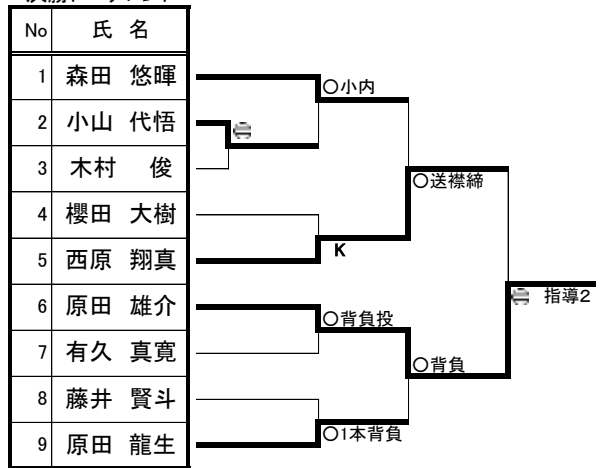 No 氏 名
1 森田 悠暉
2 小山 代悟
3 木村 俊
4 櫻田 大樹
5 西原 翔真
6 原田 雄介
7 有久 真寛
8 藤井 賢斗
9 原田 龍生
○小内
○送襟締
K
指導2
○背負投
○背負
○1本背負